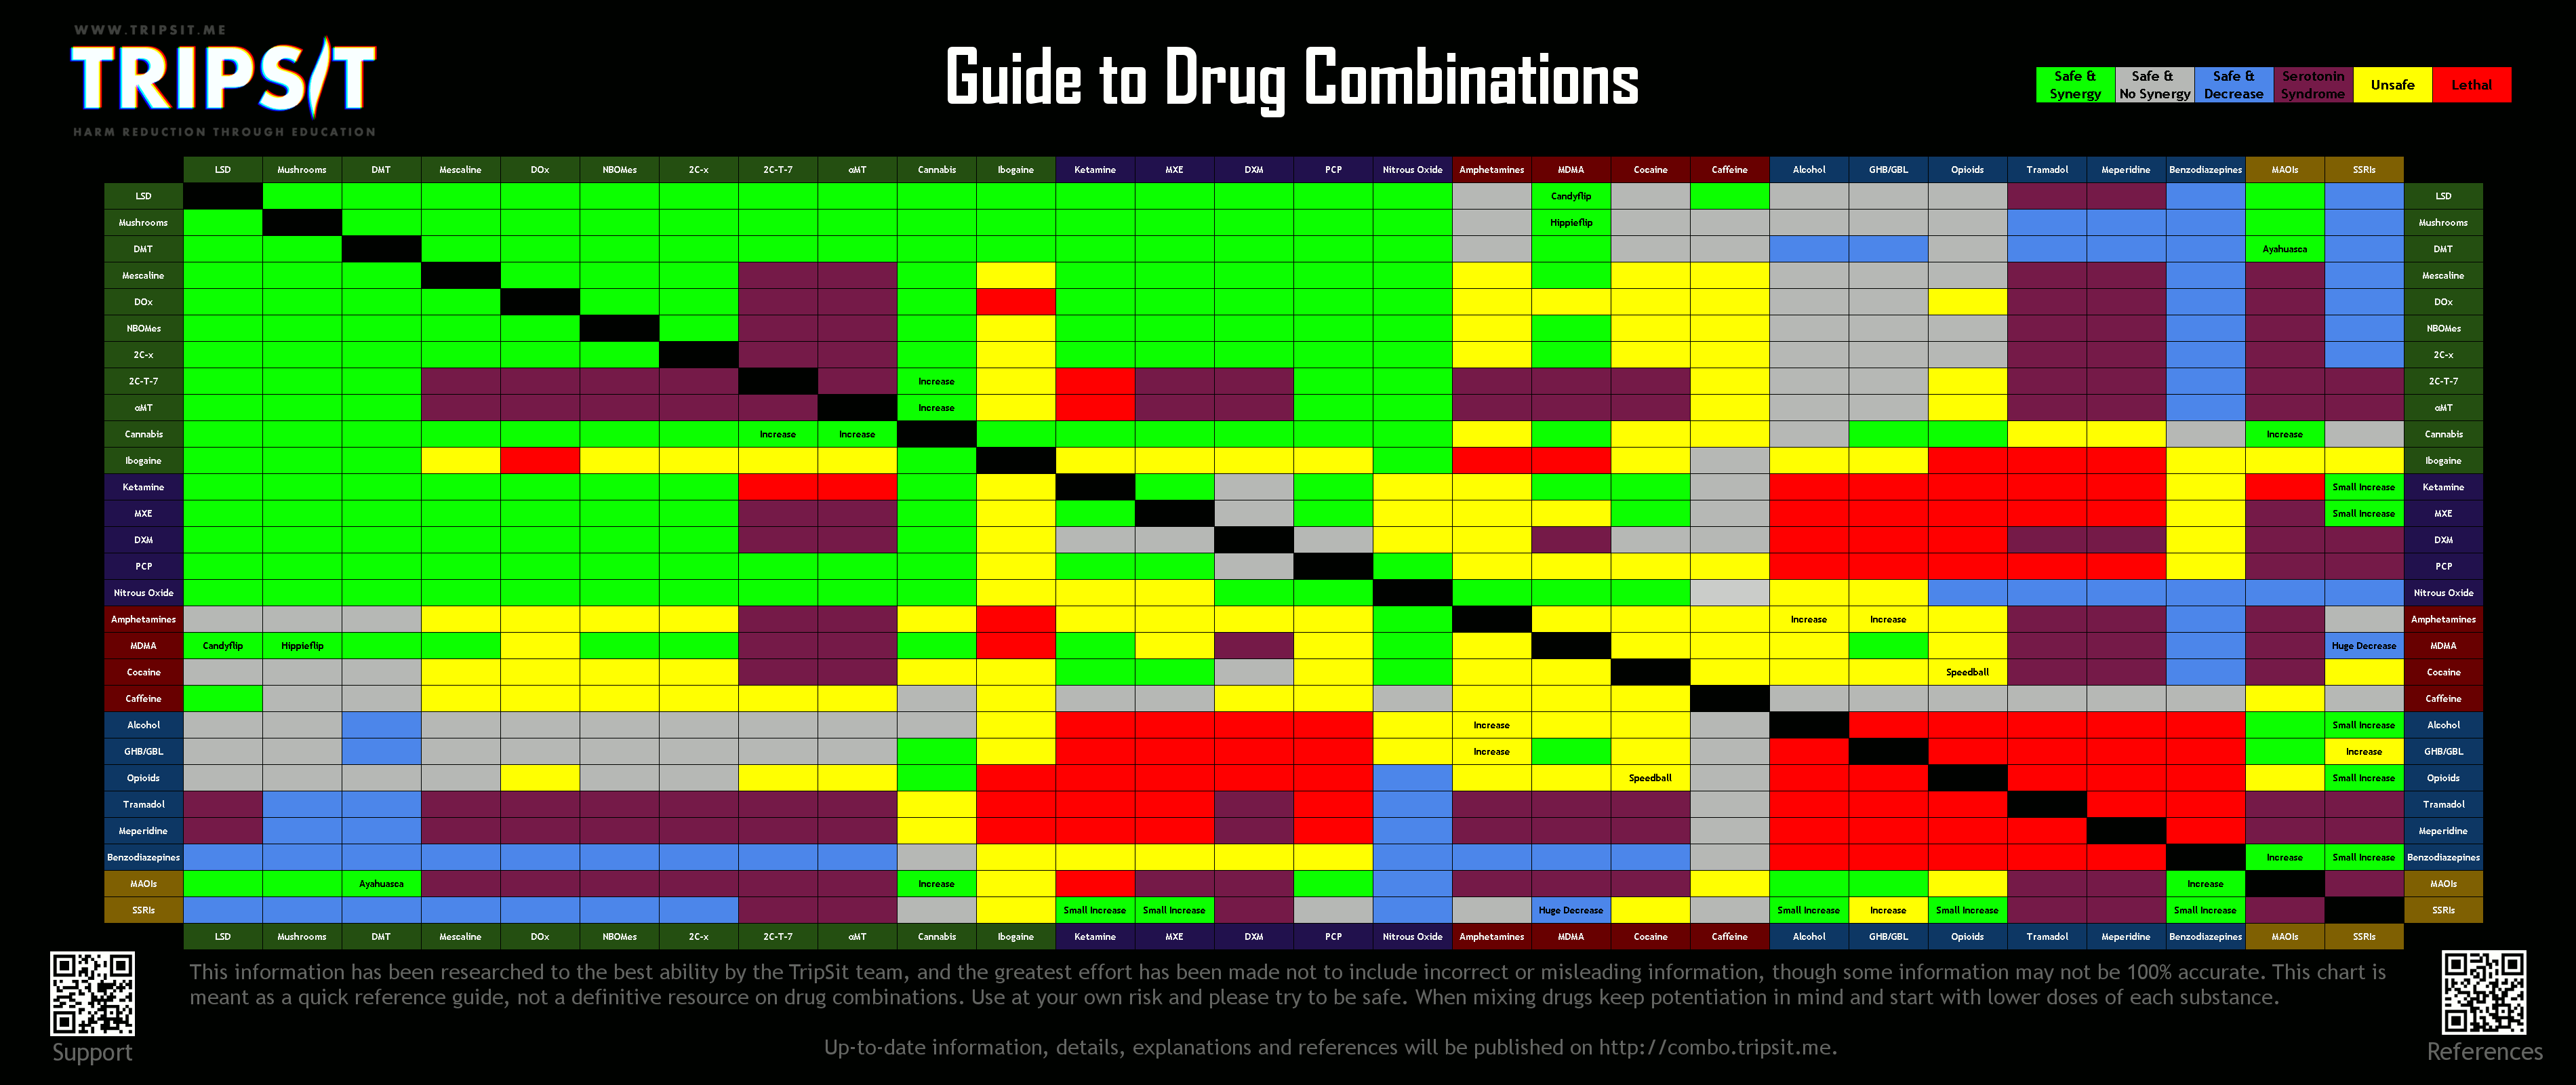 WWW.TRIPSIT.ME
TRIPSIT
HARM REDUCTION THROUGH EDUCATION
Guide to Drug Combinations
Safe & Synergy
Safe & No Synergy
Safe & Decrease
Serotonin Syndrome
Unsafe
Lethal
LSD Mushrooms DMT Mescaline DOx NBOMes 2C-x 2C-T-7 αMT Cannabis Ibogaine Ketamine MXE DXM PCP Nitrous Oxide Amphetamines MDMA Cocaine Caffeine Alcohol GHB/GBL Opioids Tramadol Meperidine Benzodiazepines MAOIs SSRIs
LSD Candyflip LSD
Mushrooms Hippieflip Mushrooms
DMT Ayahuasca DMT
Mescaline Mescaline
DOx DOx
NBOMes NBOMes
2C-x 2C-x
2C-T-7 Increase 2C-T-7
αMT Increase αMT
Cannabis Increase Increase Increase Cannabis
Ibogaine Ibogaine
Ketamine Small Increase Ketamine
MXE Small Increase MXE
DXM DXM
PCP PCP
Nitrous Oxide Nitrous Oxide
Amphetamines Increase Increase Amphetamines
MDMA Candyflip Hippieflip Huge Decrease MDMA
Cocaine Speedball Cocaine
Caffeine Caffeine
Alcohol Increase Small Increase Alcohol
GHB/GBL Increase Increase GHB/GBL
Opioids Speedball Small Increase Opioids
Tramadol Tramadol
Meperidine Meperidine
Benzodiazepines Increase Small Increase Benzodiazepines
MAOIs Ayahuasca Increase Increase MAOIs
SSRIs Small Increase Small Increase Huge Decrease Small Increase Increase Small Increase Small Increase SSRIs
LSD Mushrooms DMT Mescaline DOx NBOMes 2C-x 2C-T-7 αMT Cannabis Ibogaine Ketamine MXE DXM PCP Nitrous Oxide Amphetamines MDMA Cocaine Caffeine Alcohol GHB/GBL Opioids Tramadol Meperidine Benzodiazepines MAOIs SSRIs
This information has been researched to the best ability by the TripSit team, and the greatest effort has been made not to include incorrect or misleading information, though some information may not be 100% accurate. This chart is
meant as a quick reference guide, not a definitive resource on drug combinations. Use at your own risk and please try to be safe. When mixing drugs keep potentiation in mind and start with lower doses of each substance.
Up-to-date information, details, explanations and references will be published on http://combo.tripsit.me.
Support
References